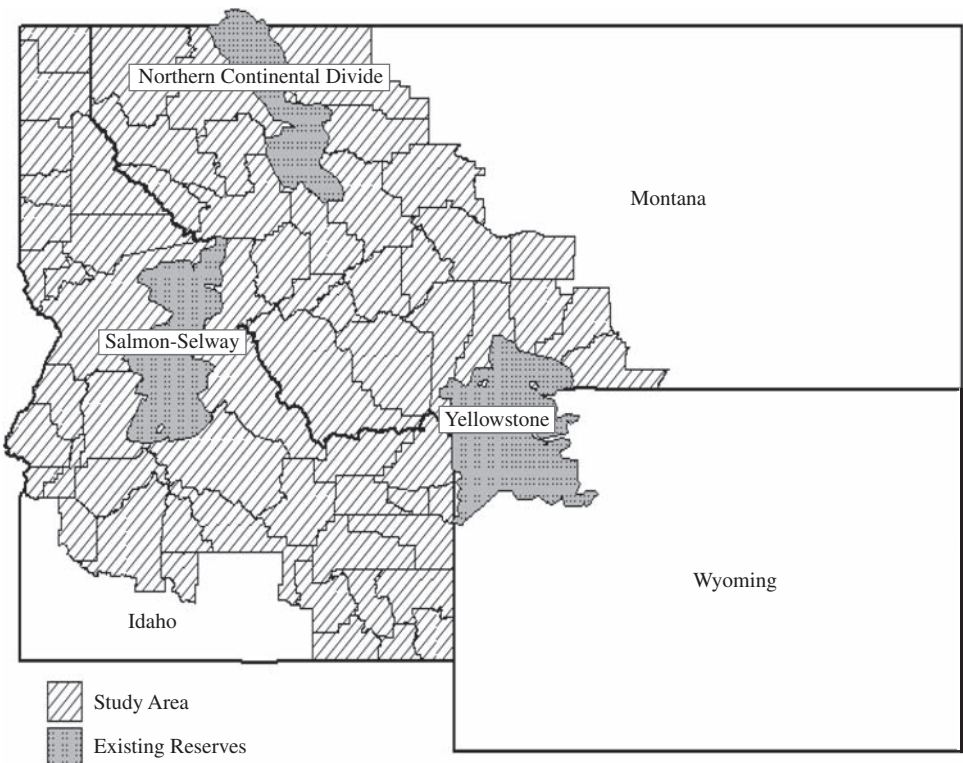 Northern Continental Divide
Montana
Salmon-Selway
Yellowstone
Wyoming
Idaho
Study Area
Existing Reserves